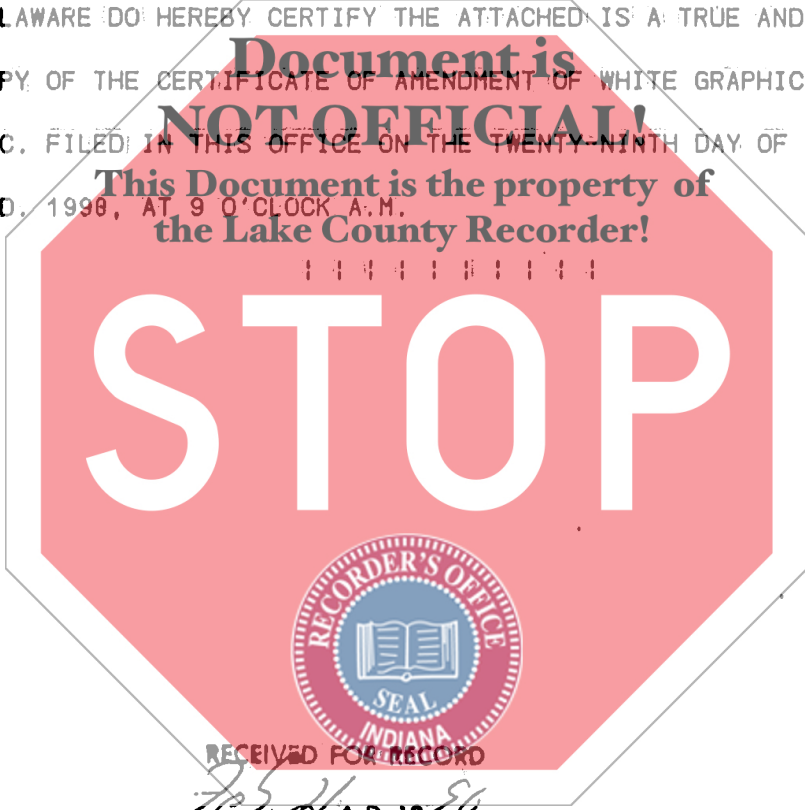 LAWARE DO HEREBY CERTIFY THE ATTACHED IS A TRUE AND
Document is
PY OF THE CERTIFICATE OF AMENDMENT OF WHITE GRAPHIC
NOT OFFICIAL!
C. FILED IN THIS OFFICE ON THE TWENTY-NINTH DAY OF
This Document is the property of
D. 1990, AT 9 O'CLOCK A.M.
the Lake County Recorder!
STOP
RECORDER'S OFFICE
SEAL
INDIANA
RECEIVED FOR RECORD